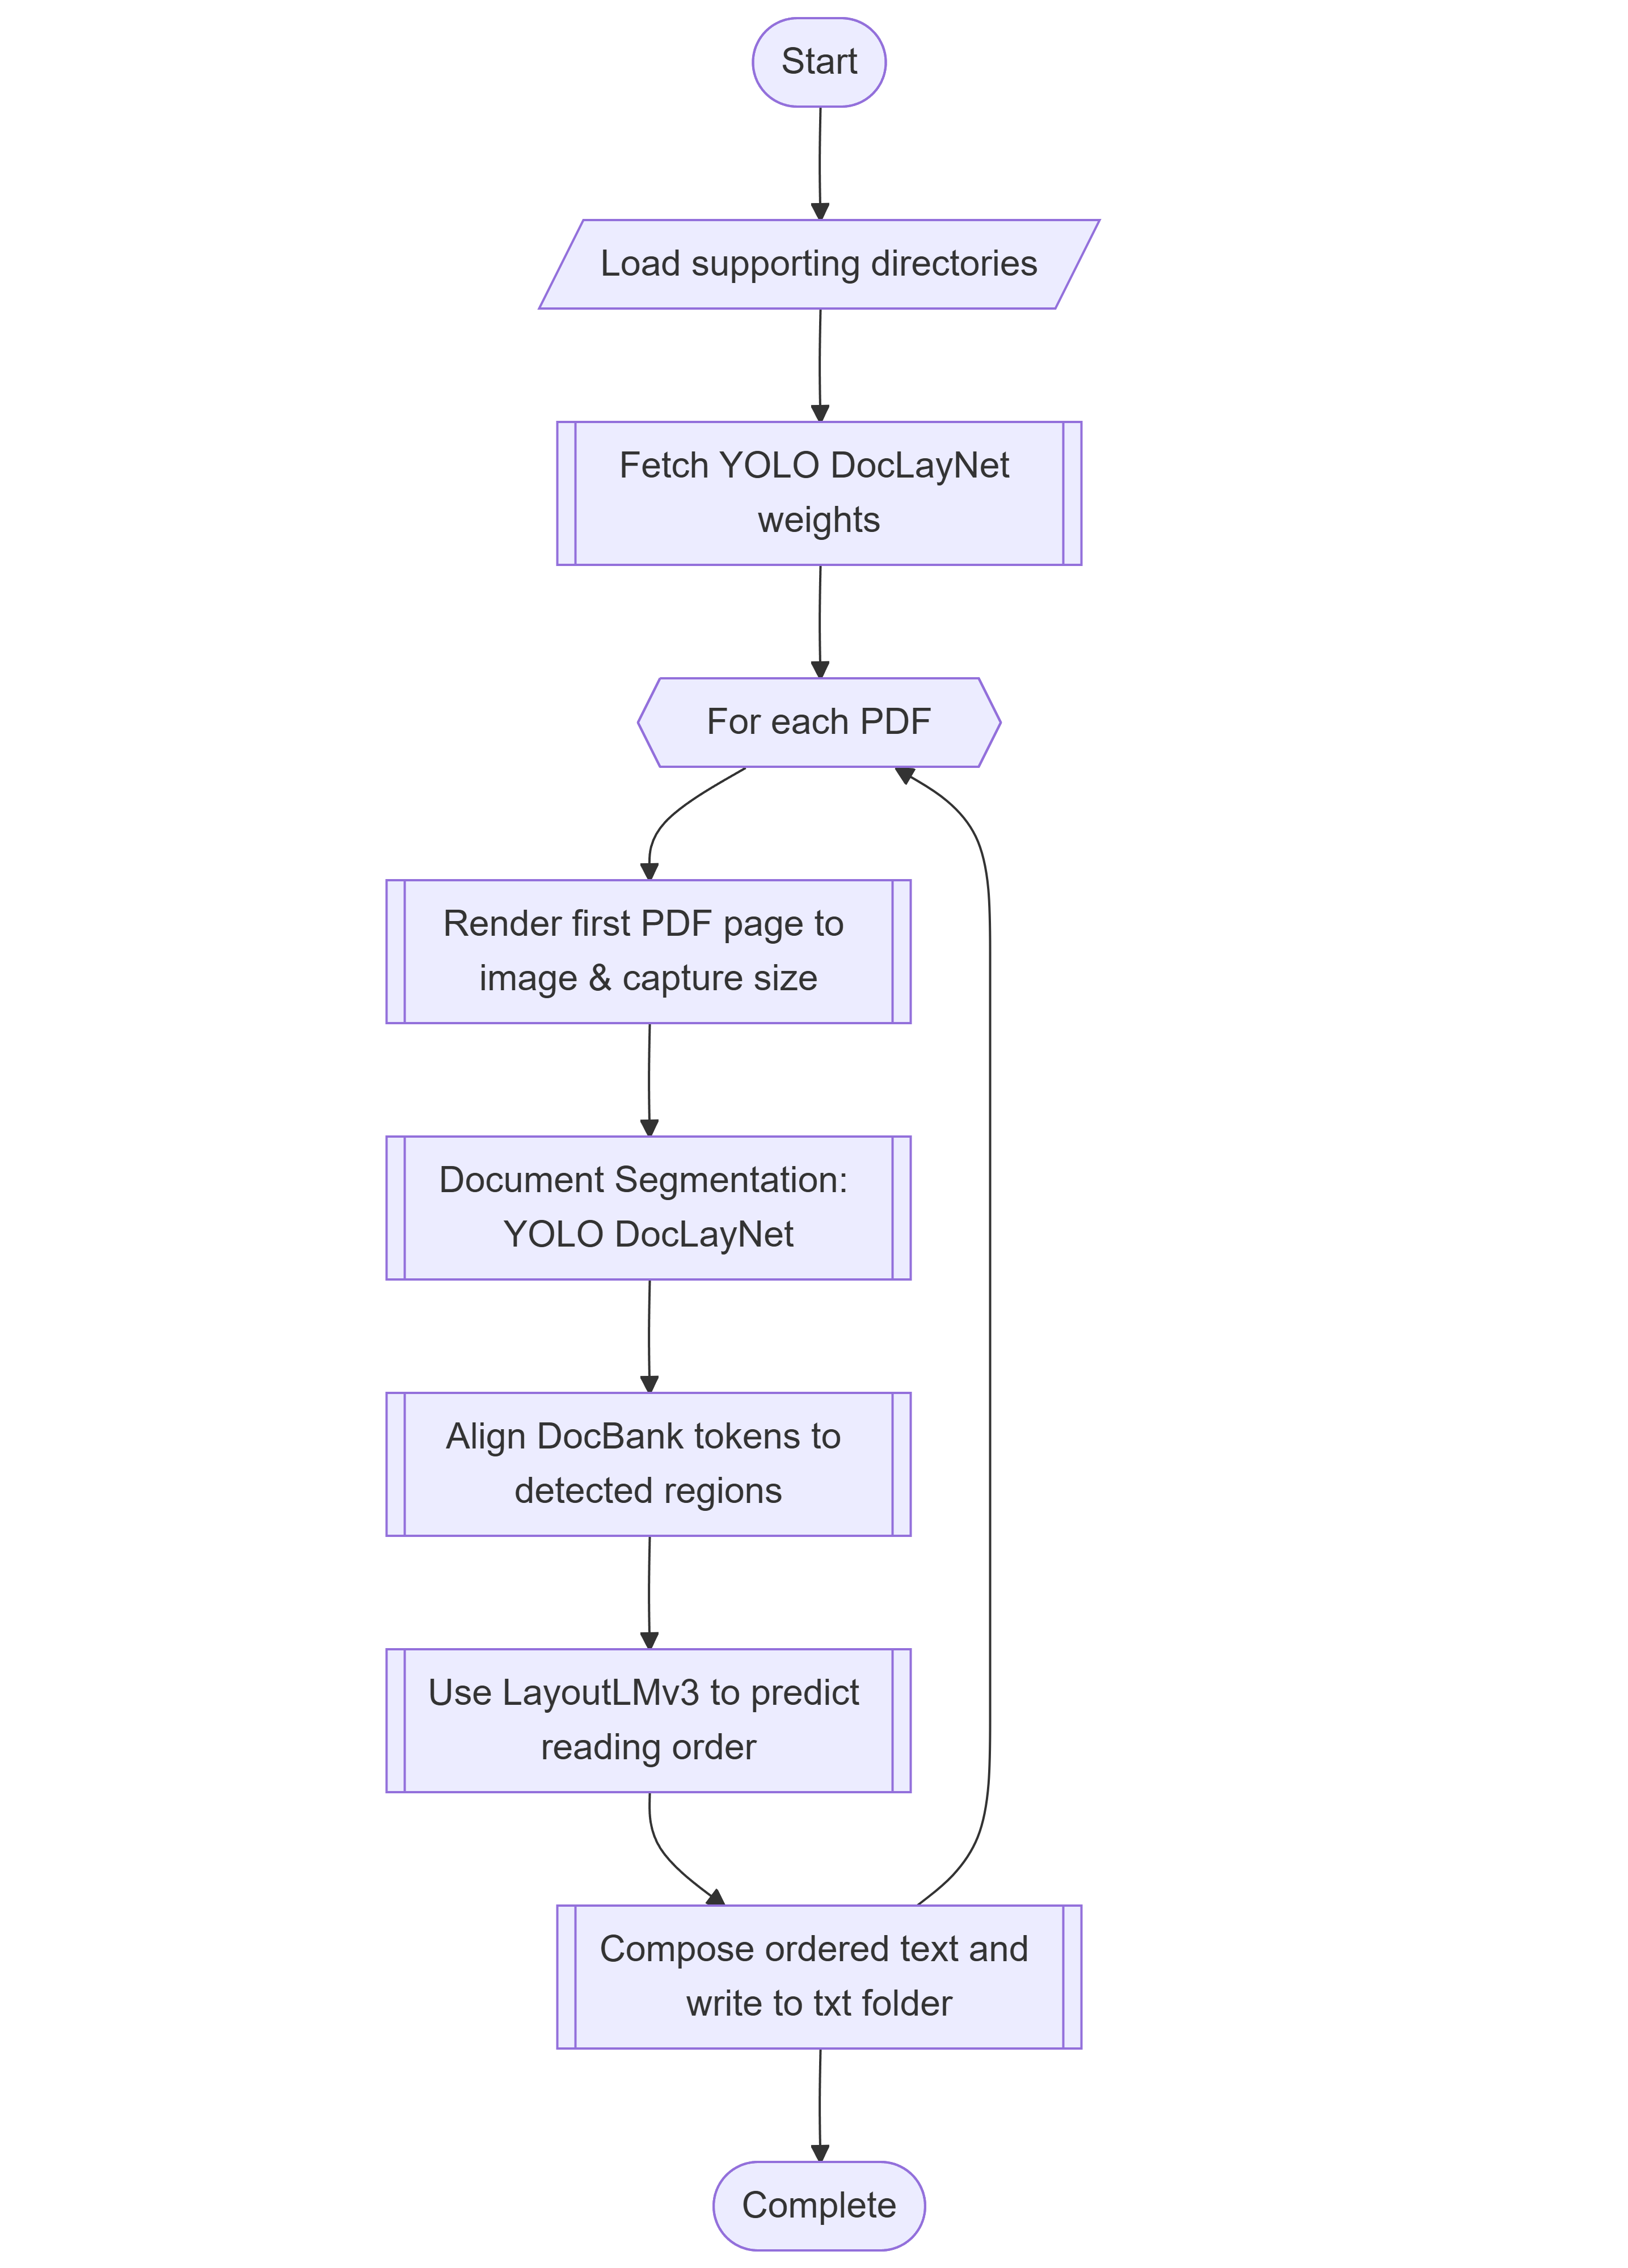 Start
Load supporting directories
Fetch YOLO DocLayNet
weights
For each PDF
Render first PDF page to
image & capture size
Document Segmentation:
YOLO DocLayNet
Align DocBank tokens to
detected regions
Use LayoutLMv3 to predict
reading order
Compose ordered text and
write to txt folder
Complete